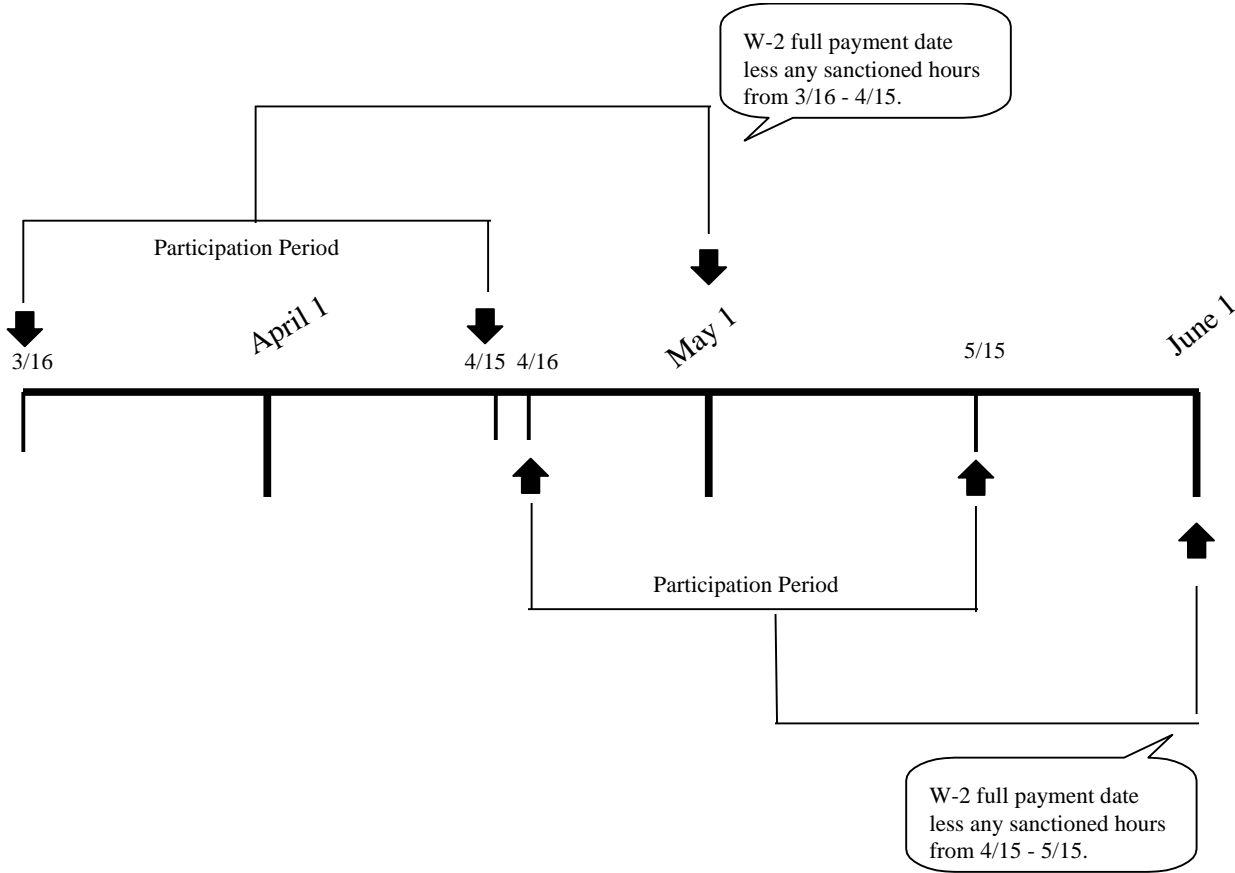 W-2 full payment date
less any sanctioned hours
from 3/16 - 4/15.
Participation Period
April 1
May 1
June 1
3/16
4/15 4/16
5/15
Participation Period
W-2 full payment date
less any sanctioned hours
from 4/15 - 5/15.